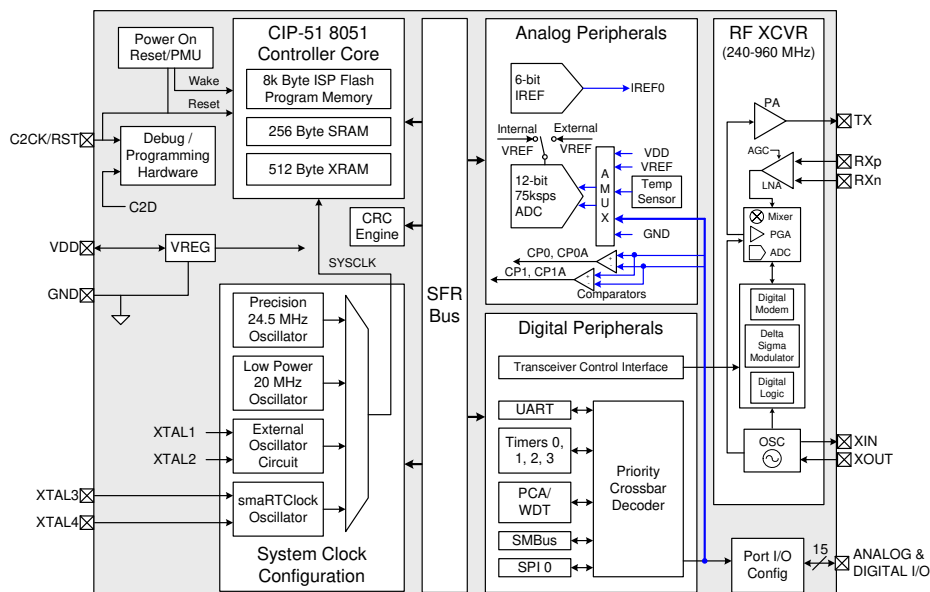 Power On
Reset/PMU
Wake
Reset
C2CK/RST
Debug /
Programming
Hardware
C2D
VDD
VREG
GND
CIP-51 8051
Controller Core
8k Byte ISP Flash
Program Memory
256 Byte SRAM
512 Byte XRAM
CRC
Engine
SYSCLK
Precision
24.5 MHz
Oscillator
Low Power
20 MHz
Oscillator
XTAL1
XTAL2
External
Oscillator
Circuit
XTAL3
XTAL4
smaRTClock
Oscillator
System Clock
Configuration
SFR
Bus
Analog Peripherals
6-bit
IREF
IREF0
Internal
VREF
External
VREF
12-bit
75ksps
ADC
A
M
U
X
VDD
VREF
Temp
Sensor
GND
CP0, CP0A
+
-
CP1, CP1A
+
-
Comparators
Digital Peripherals
Transceiver Control Interface
UART
Timers 0,
1, 2, 3
PCA/
WDT
SMBus
SPI 0
Priority
Crossbar
Decoder
RF XCVR
(240-960 MHz)
PA
TX
AGC
LNA
RXp
RXn
Mixer
PGA
ADC
Digital
Modem
Delta
Sigma
Modulator
Digital
Logic
OSC
XIN
XOUT
Port I/O
Config
15
ANALOG &
DIGITAL I/O